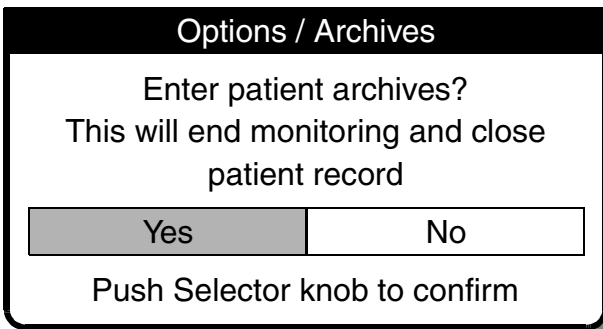 Options / Archives
Enter patient archives?
This will end monitoring and close
patient record
Yes No
Push Selector knob to confirm